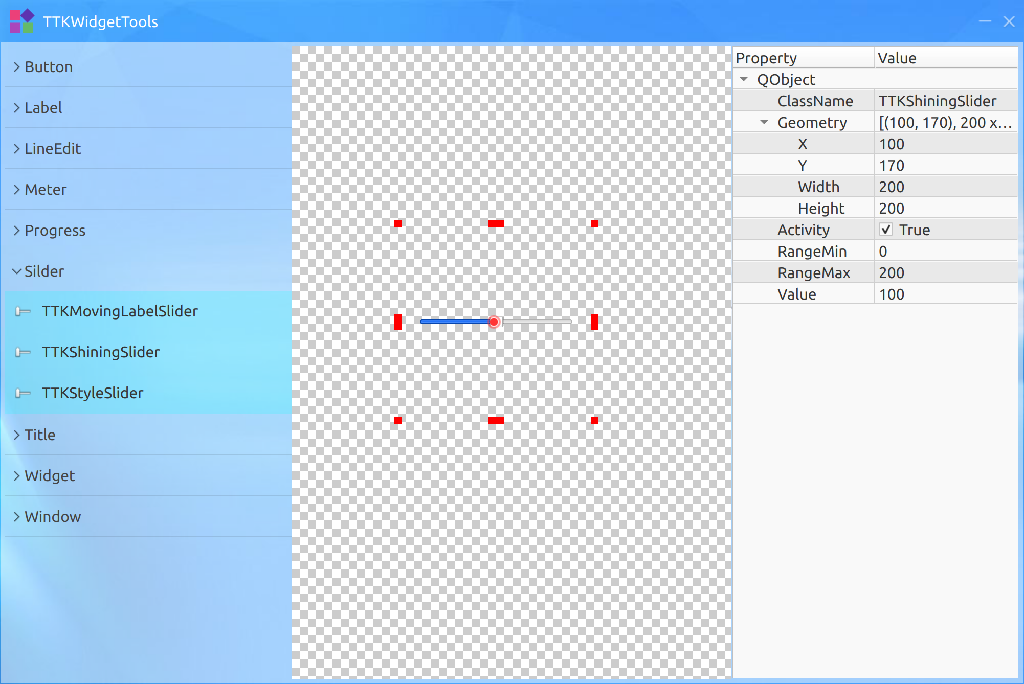 TTKWidgetTools
Button
Label
LineEdit
Meter
Progress
Silder
TTKMovingLabelSlider
TTKShiningSlider
TTKStyleSlider
Title
Widget
Window
Property Value
QObject
ClassName TTKShiningSlider
Geometry [(100, 170), 200 x...
X 100
Y 170
Width 200
Height 200
Activity True
RangeMin 0
RangeMax 200
Value 100